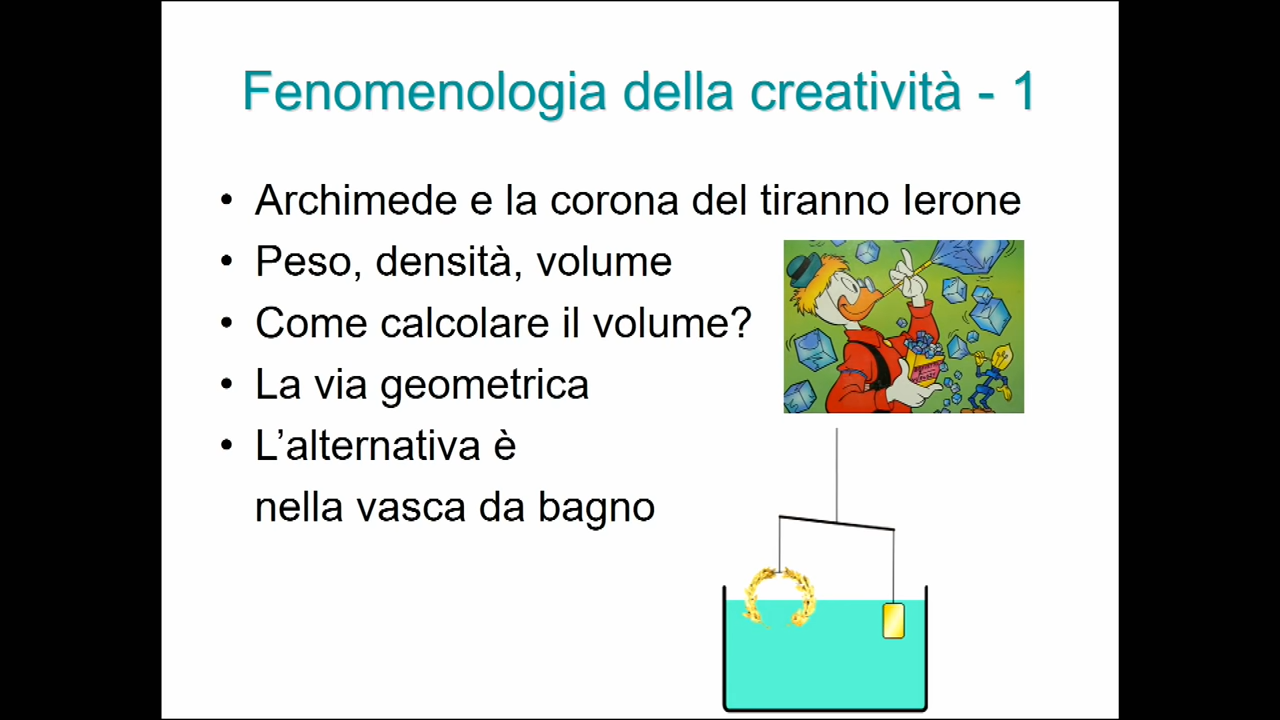 Fenomenologia della creatività - 1
• Archimede e la corona del tiranno Ierone
• Peso, densità, volume
• Come calcolare il volume?
• La via geometrica
• L’alternativa è
nella vasca da bagno